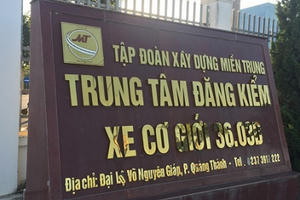 MT
TẬP ĐOÀN XÂY DỰNG MIỀN TRUNG
TRUNG TÂM ĐĂNG KIỂM
XE CƠ GIỚI 36.03D
Địa chỉ: Đại Lộ Võ Nguyên Giáp, P. Quảng Thành - Tel